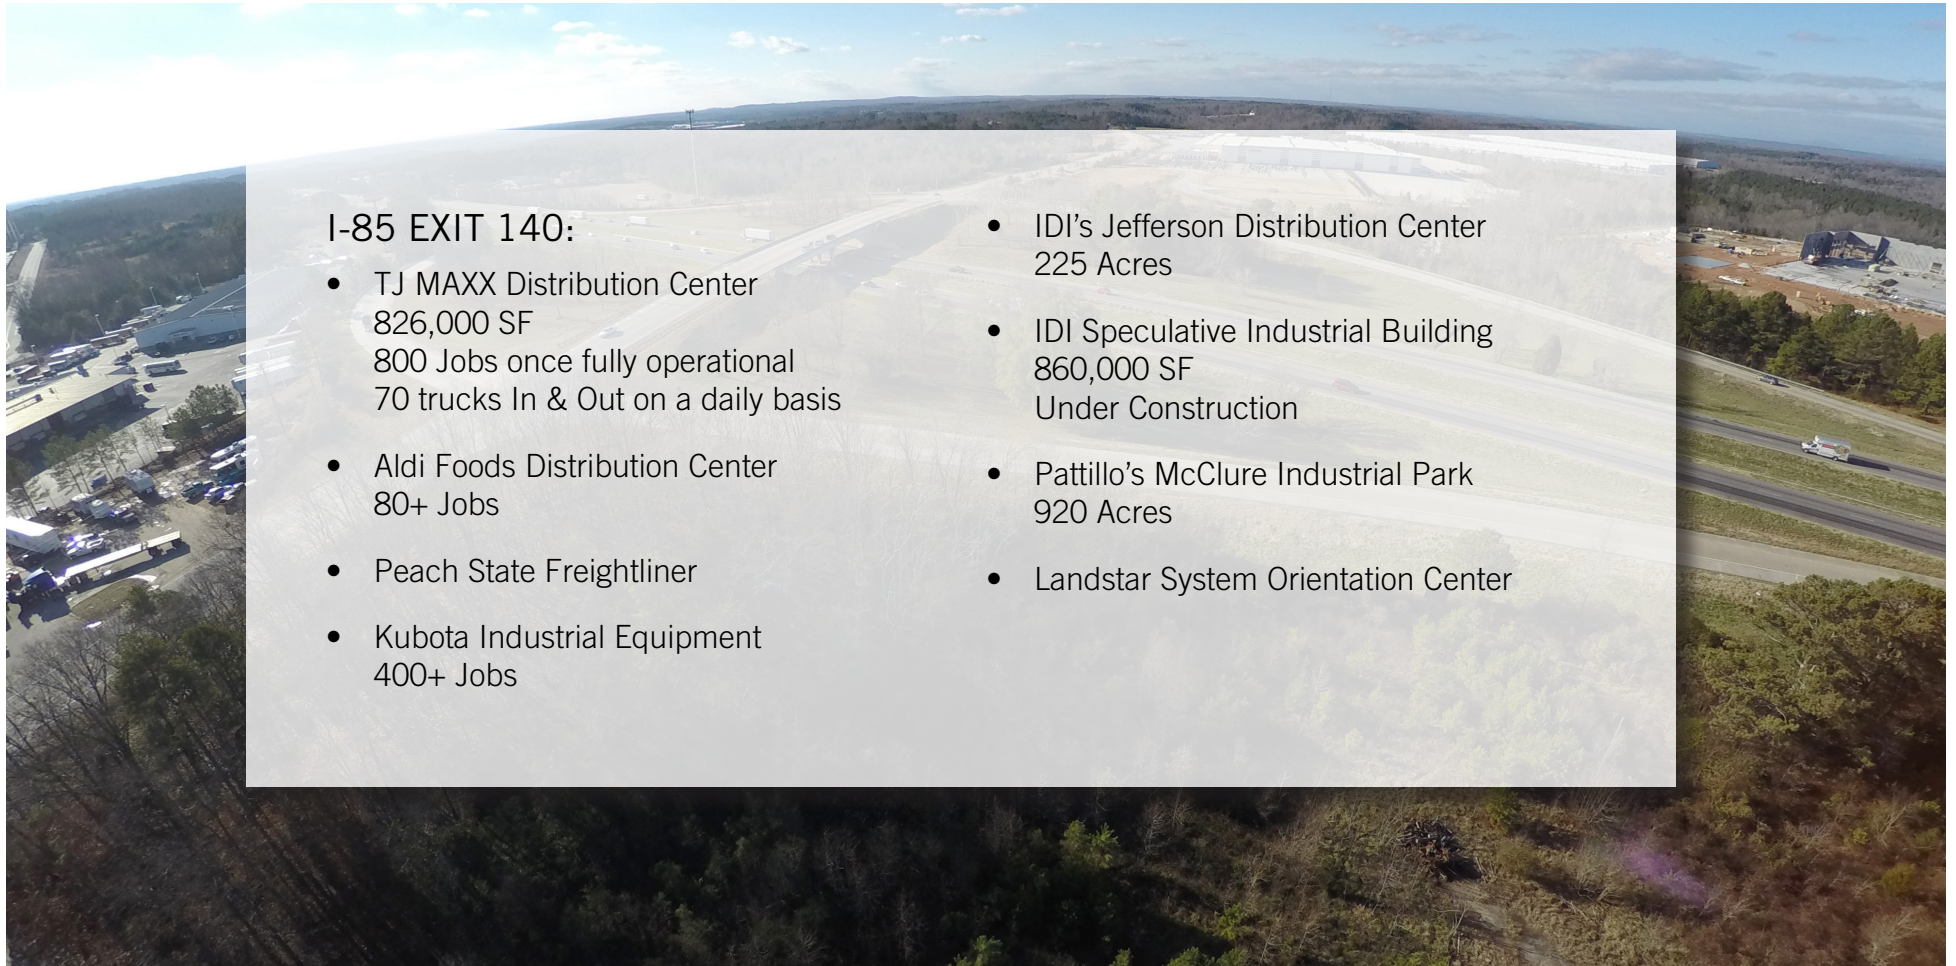 I-85 EXIT 140:
• TJ MAXX Distribution Center
826,000 SF
800 Jobs once fully operational
70 trucks In & Out on a daily basis
• Aldi Foods Distribution Center
80+ Jobs
• Peach State Freightliner
• Kubota Industrial Equipment
400+ Jobs
• IDI’s Jefferson Distribution Center
225 Acres
• IDI Speculative Industrial Building
860,000 SF
Under Construction
• Pattillo’s McClure Industrial Park
920 Acres
• Landstar System Orientation Center